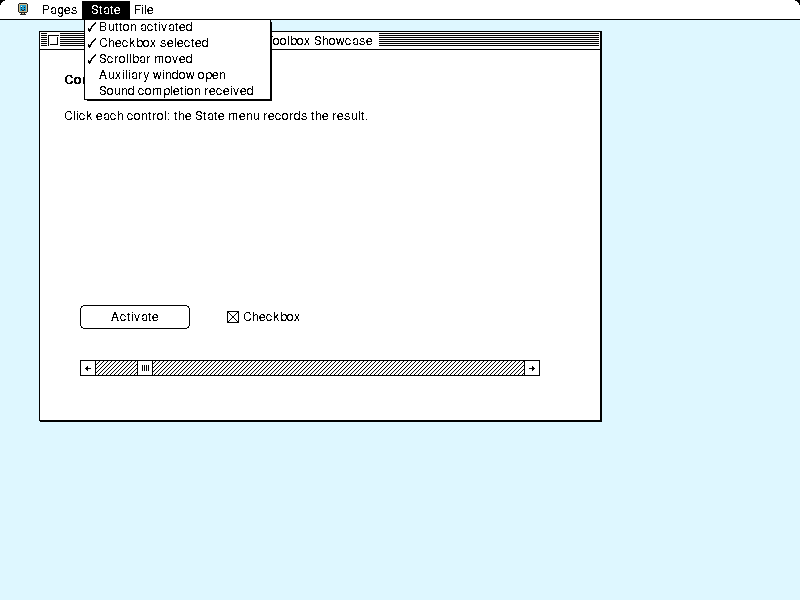 Pages State File
✓Button activated
✓Checkbox selected
✓Scrollbar moved
Auxiliary window open
Sound completion received
oolbox Showcase
Co
Click each control: the State menu records the result.
Activate
Checkbox